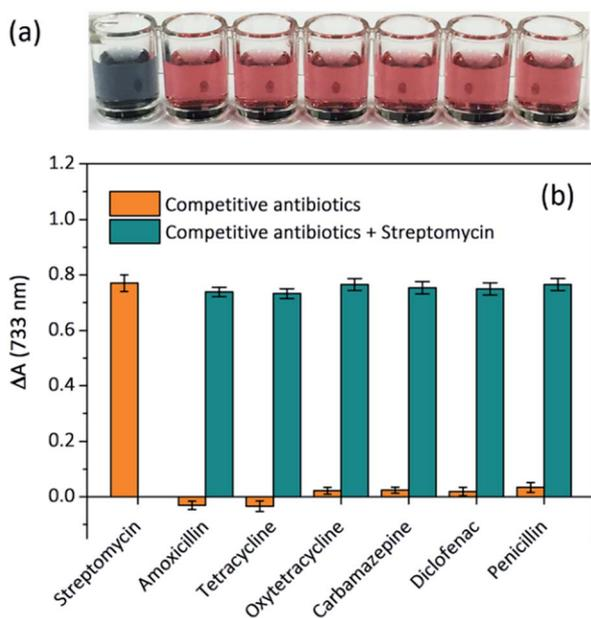 (a)
(b)
1.2
1.0
0.8
0.6
0.4
0.2
0.0
ΔA (733 nm)
Competitive antibiotics
Competitive antibiotics + Streptomycin
Streptomycin
Amoxicillin
Tetracycline
Oxytetracycline
Carbamazepine
Diclofenac
Penicillin